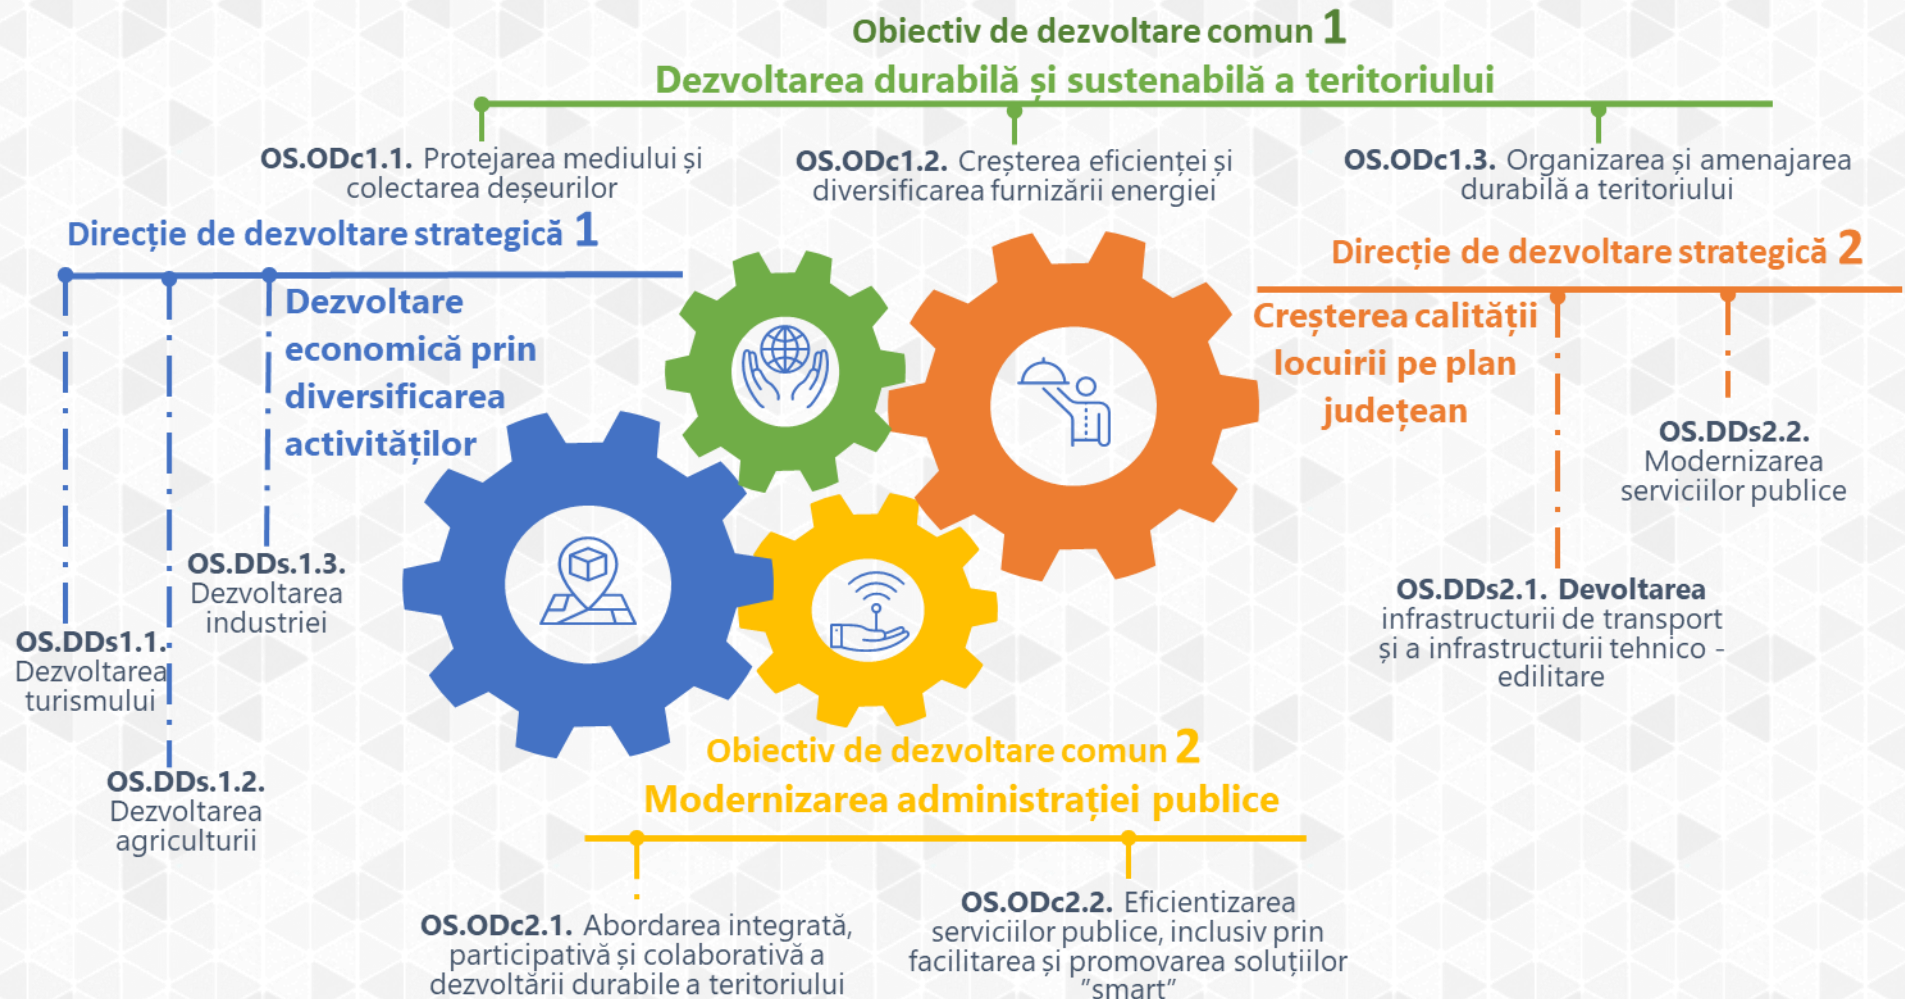 Obiectiv de dezvoltare comun 1
Dezvoltarea durabilă și sustenabilă a teritoriului
OS.ODc1.1. Protejarea mediului și
colectarea deșeurilor
OS.ODc1.2. Creșterea eficienței și
diversificarea furnizării energiei
OS.ODc1.3. Organizarea și amenajarea
durabilă a teritoriului
Direcție de dezvoltare strategică 1
Dezvoltare
economică prin
diversificarea
activităților
OS.DDs1.1.
Dezvoltarea
turismului
OS.DDs.1.2.
Dezvoltarea
agriculturii
OS.DDs.1.3.
Dezvoltarea
industriei
Direcție de dezvoltare strategică 2
Creșterea calității
locuirii pe plan
județean
OS.DDs2.1. Devoltarea
infrastructurii de transport
și a infrastructurii tehnico -
edilitare
OS.DDs2.2.
Modernizarea
serviciilor publice
Obiectiv de dezvoltare comun 2
Modernizarea administrației publice
OS.ODc2.1. Abordarea integrată,
participativă și colaborativă a
dezvoltării durabile a teritoriului
OS.ODc2.2. Eficientizarea
serviciilor publice, inclusiv prin
facilitarea și promovarea soluțiilor
”smart”